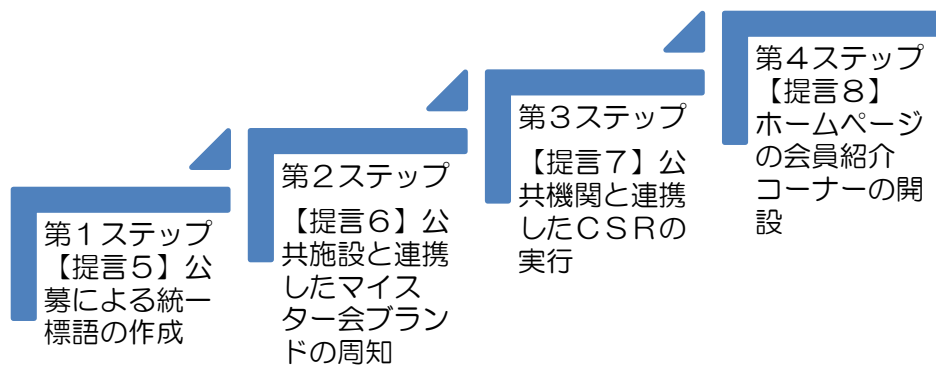 第１ステップ
【提言５】公
募による統一
標語の作成
第２ステップ
【提言６】公
共施設と連携
したマイス
ター会ブラン
ドの周知
第３ステップ
【提言７】公
共機関と連携
したＣＳＲの
実行
第４ステップ
【提言８】
ホームページ
の会員紹介
コーナーの開
設